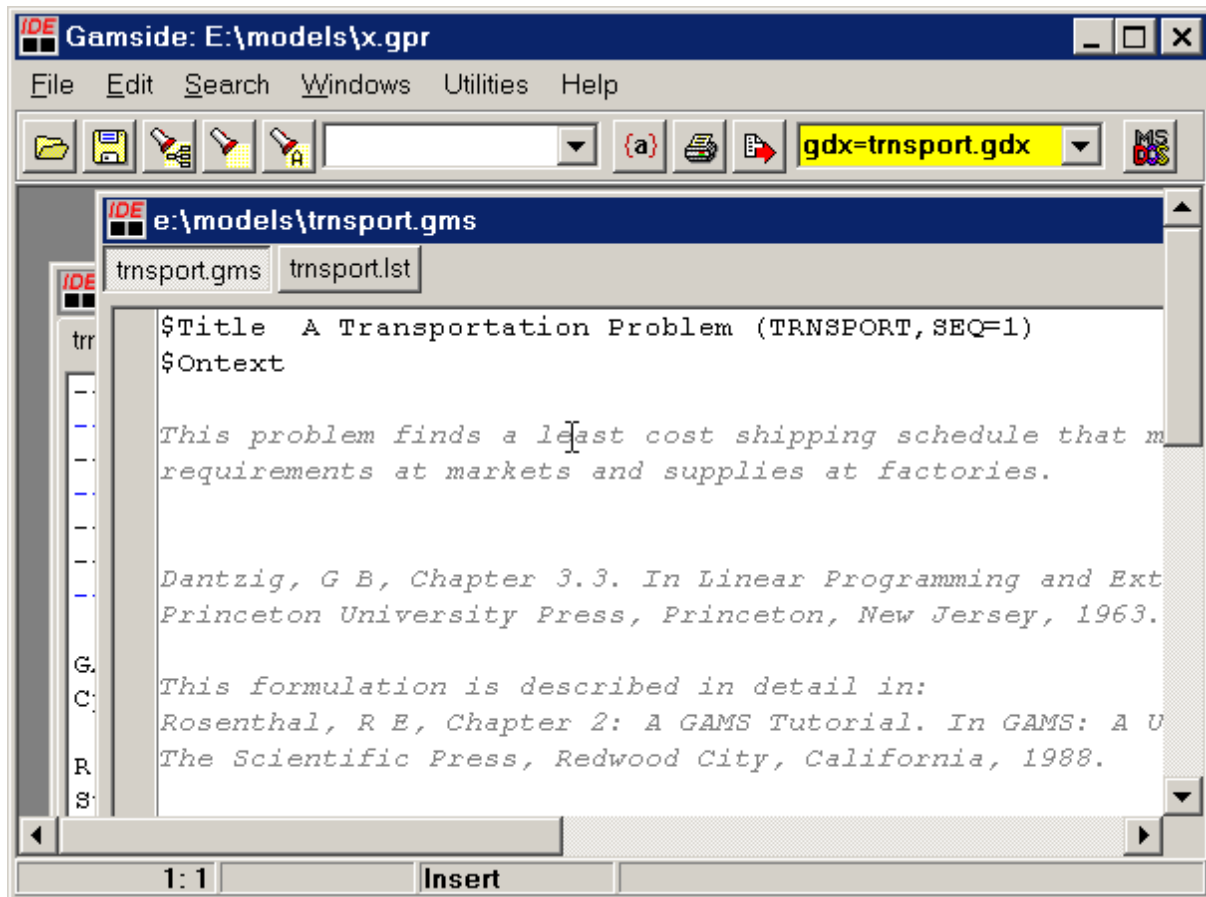 IDE Gamside: E:\models\x.gpr
File Edit Search Windows Utilities Help
A {a} gdx=trnsport.gdx MS DOS
IDE e:\models\trnsport.gms
trnsport.gms trnsport.lst
IDE
$Title A Transportation Problem (TRNSPORT,SEQ=1)
$Ontext
This problem finds a least cost shipping schedule that m
requirements at markets and supplies at factories.
Dantzig, G B, Chapter 3.3. In Linear Programming and Ext
Princeton University Press, Princeton, New Jersey, 1963.
This formulation is described in detail in:
Rosenthal, R E, Chapter 2: A GAMS Tutorial. In GAMS: A U
The Scientific Press, Redwood City, California, 1988.
1: 1 Insert